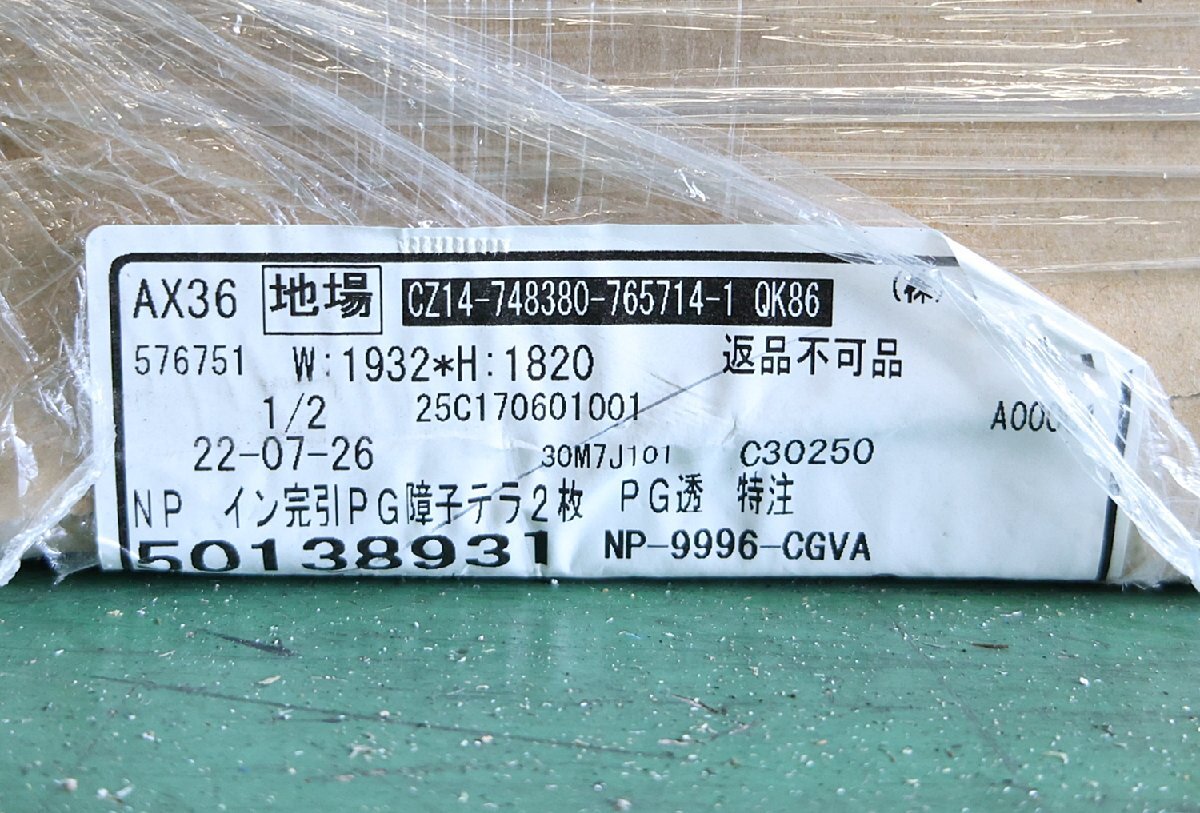 AX36 地場 CZ14-748380-765714-1 QK86 (株)
576751 W:1932*H:1820 返品不可品
1/2 25C170601001
22-07-26 30M7J101 C30250
NP イン完引PG障子テラ2枚 PG透 特注
50138931 NP-9996-CGVA